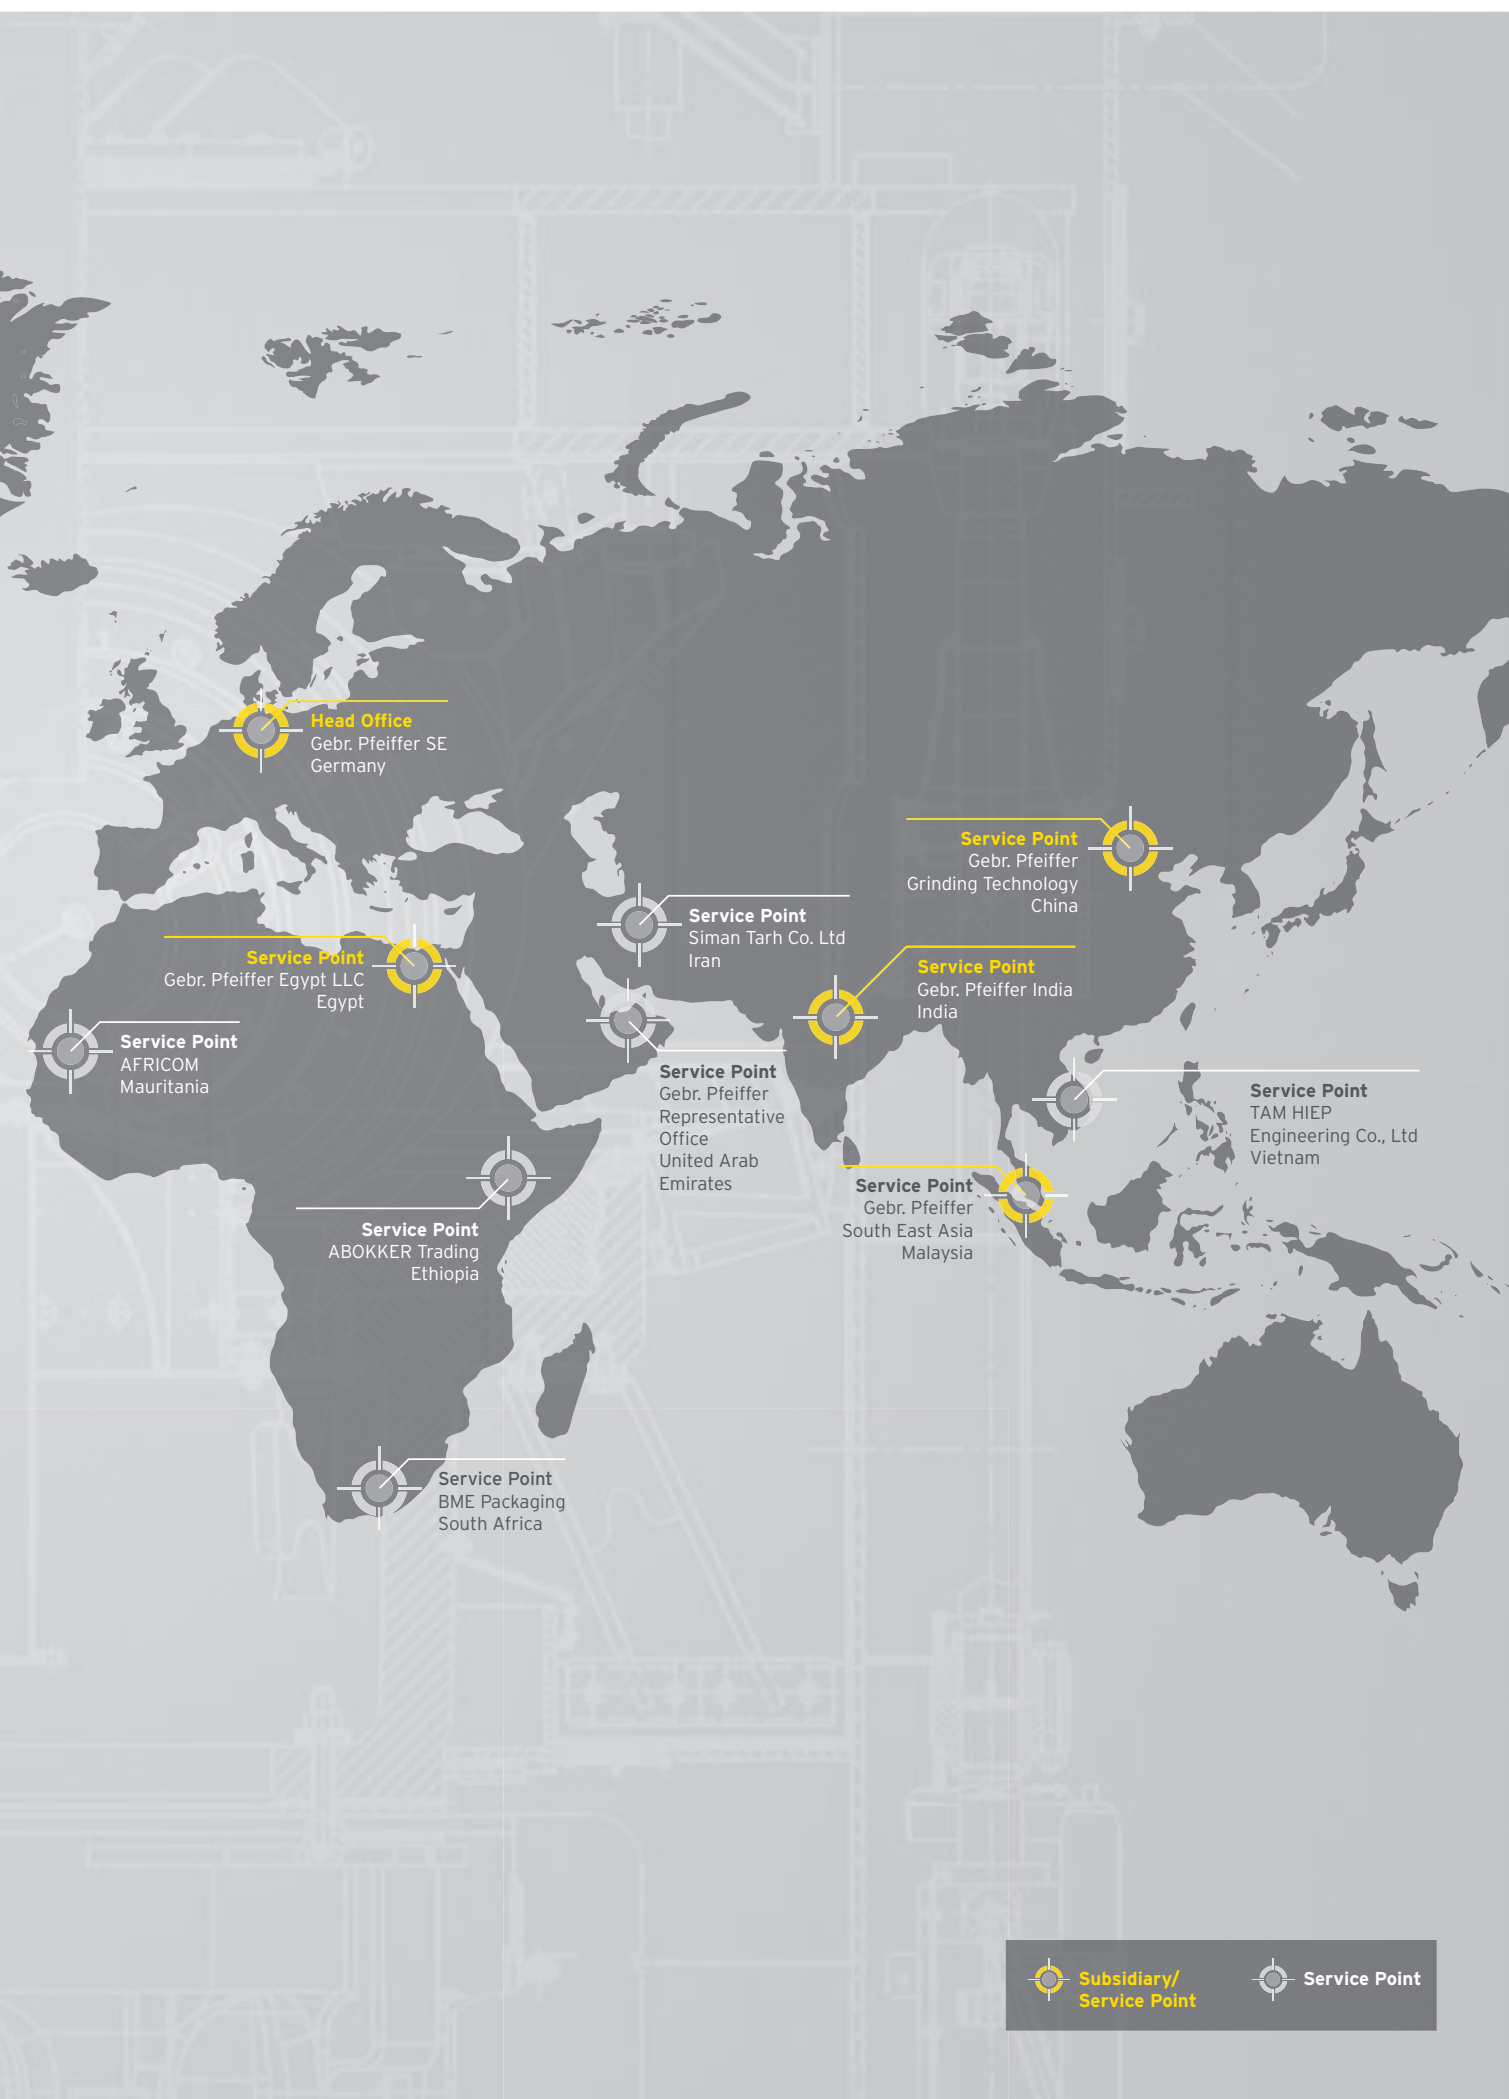 Head Office
Gebr. Pfeiffer SE
Germany
Service Point
Gebr. Pfeiffer
Grinding Technology
China
Service Point
Siman Tarh Co. Ltd
Iran
Service Point
Gebr. Pfeiffer Egypt LLC
Egypt
Service Point
Gebr. Pfeiffer India
India
Service Point
AFRICOM
Mauritania
Service Point
Gebr. Pfeiffer
Representative
Office
United Arab
Emirates
Service Point
TAM HIEP
Engineering Co., Ltd
Vietnam
Service Point
Gebr. Pfeiffer
South East Asia
Malaysia
Service Point
ABOKKER Trading
Ethiopia
Service Point
BME Packaging
South Africa
Subsidiary/
Service Point
Service Point